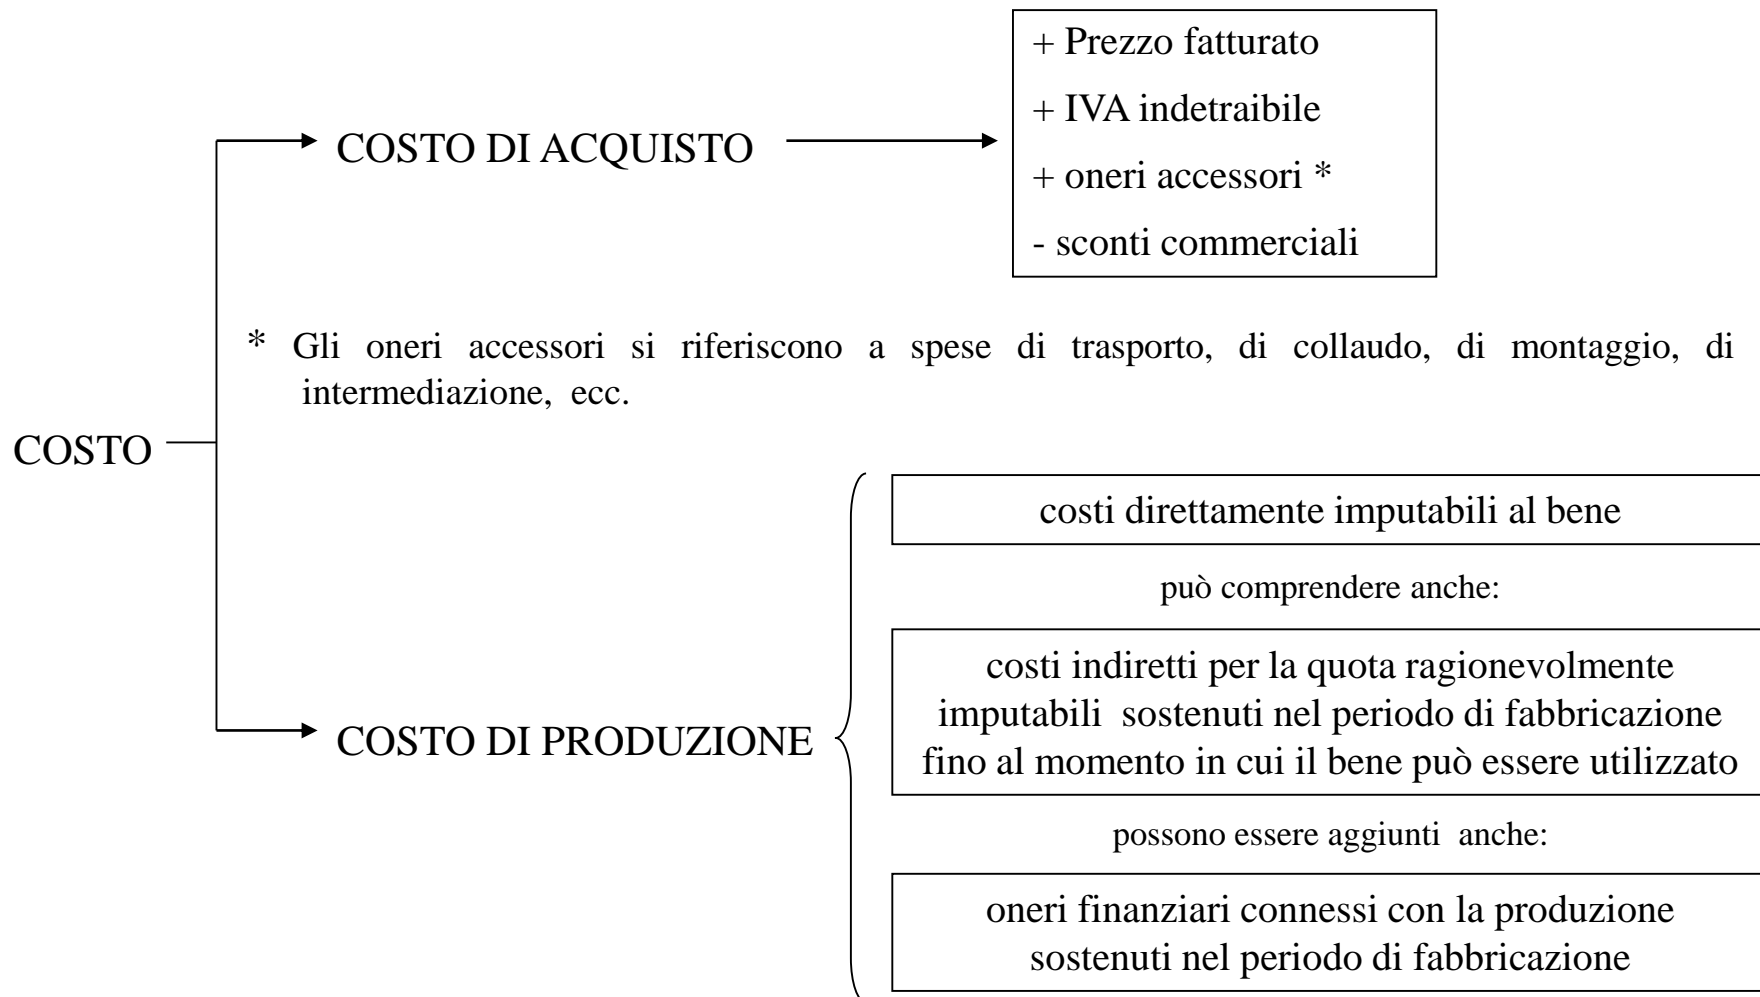 + Prezzo fatturato
+ IVA indetraibile
COSTO DI ACQUISTO
+ oneri accessori *
- sconti commerciali
* Gli oneri accessori si riferiscono a spese di trasporto, di collaudo, di montaggio, di
intermediazione, ecc.
COSTO
costi direttamente imputabili al bene
può comprendere anche:
costi indiretti per la quota ragionevolmente
imputabili sostenuti nel periodo di fabbricazione
COSTO DI PRODUZIONE
fino al momento in cui il bene può essere utilizzato
possono essere aggiunti anche:
oneri finanziari connessi con la produzione
sostenuti nel periodo di fabbricazione